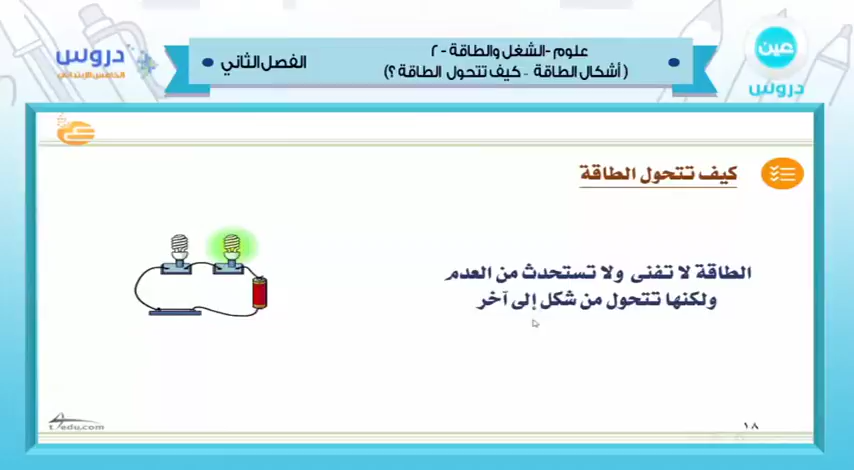 علوم -الشغل والطاقة - ٢
( أشكال الطاقة - كيف تتحول الطاقة ؟)
الفصل الثاني
عين
دروس
دروس
الخامس الإبتدائي
كيف تتحول الطاقة
الطاقة لا تفنى ولا تستحدث من العدم
ولكنها تتحول من شكل إلى آخر
t4edu.com
١٨